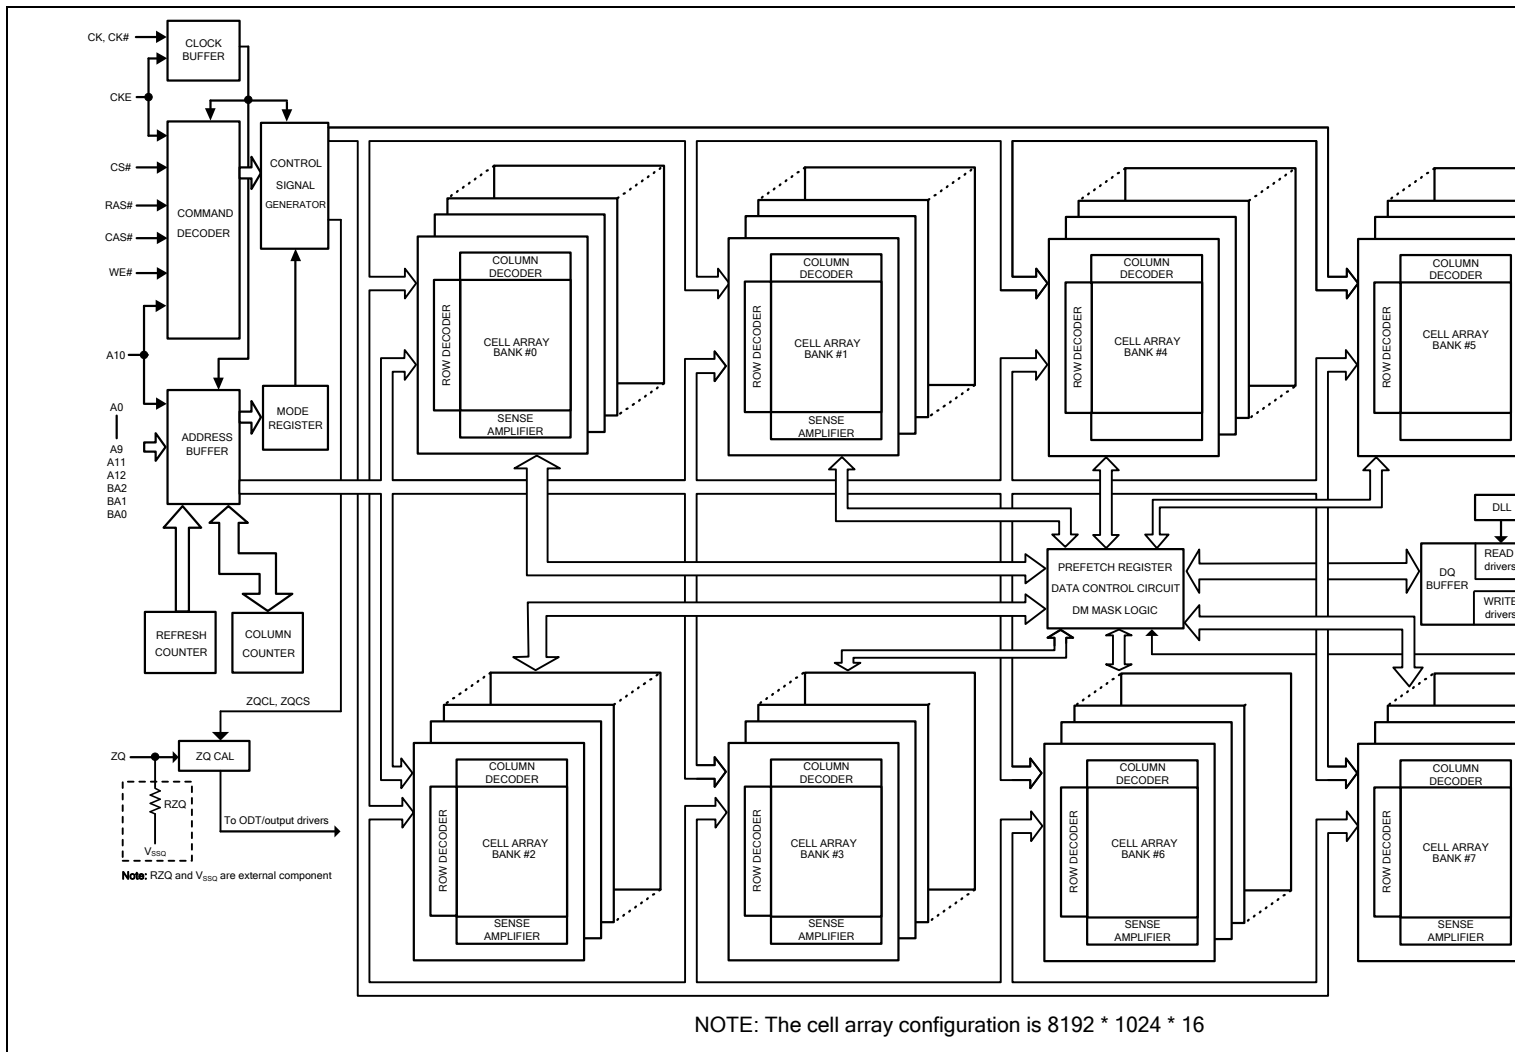 CK, CK#
CLOCK
BUFFER
CKE
CS#
RAS#
CAS#
WE#
A10
COMMAND
DECODER
CONTROL
SIGNAL
GENERATOR
A0
A9
A11
A12
BA2
BA1
BA0
ADDRESS
BUFFER
MODE
REGISTER
REFRESH
COUNTER
COLUMN
COUNTER
ZQCL, ZQCS
ZQ
ZQ CAL
RZQ
VSSQ
To ODT/output drivers
Note: RZQ and VSSQ are external component
COLUMN
DECODER
ROW DECODER
CELL ARRAY
BANK #0
SENSE
AMPLIFIER
COLUMN
DECODER
ROW DECODER
CELL ARRAY
BANK #1
SENSE
AMPLIFIER
COLUMN
DECODER
ROW DECODER
CELL ARRAY
BANK #4
COLUMN
DECODER
ROW DECODER
CELL ARRAY
BANK #5
PREFETCH REGISTER
DATA CONTROL CIRCUIT
DM MASK LOGIC
DLL
DQ
BUFFER
READ
drivers
WRITE
drivers
COLUMN
DECODER
ROW DECODER
CELL ARRAY
BANK #2
SENSE
AMPLIFIER
COLUMN
DECODER
ROW DECODER
CELL ARRAY
BANK #3
SENSE
AMPLIFIER
COLUMN
DECODER
ROW DECODER
CELL ARRAY
BANK #6
SENSE
AMPLIFIER
COLUMN
DECODER
ROW DECODER
CELL ARRAY
BANK #7
SENSE
AMPLIFIER
NOTE: The cell array configuration is 8192 * 1024 * 16